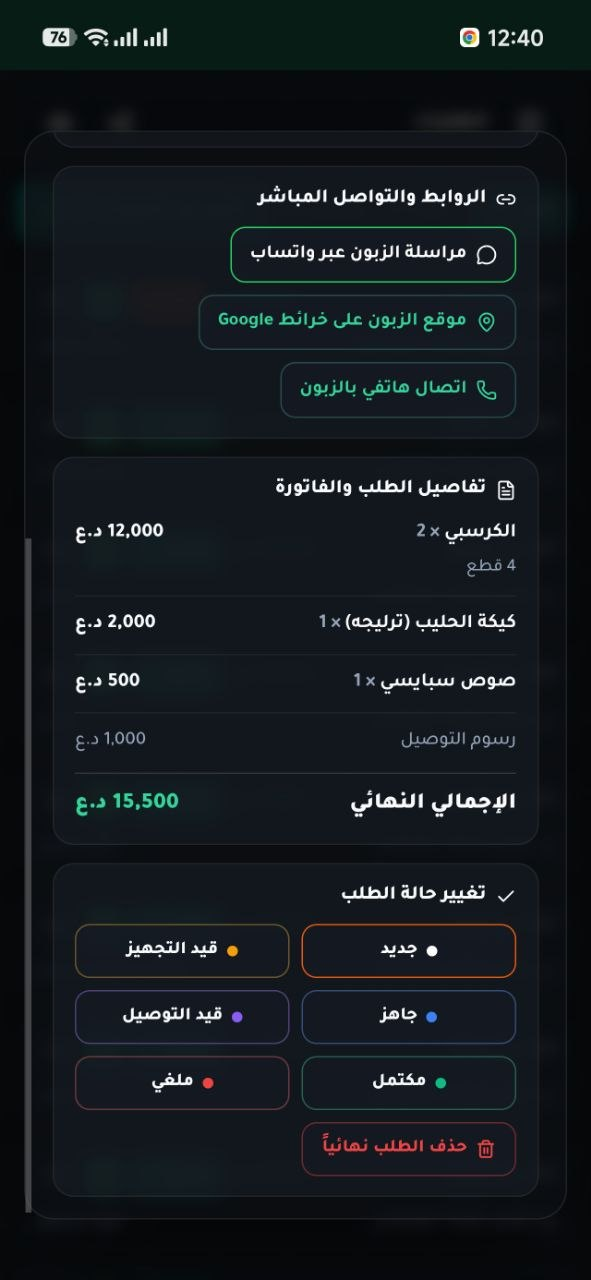 76
12:40
الروابط والتواصل المباشر
مراسلة الزبون عبر واتساب
موقع الزبون على خرائط Google
اتصال هاتفي بالزبون
تفاصيل الطلب والفاتورة
الكرسبي × 2 12,000 د.ع
4 قطع
كيكة الحليب (ترليجه) × 1 2,000 د.ع
صوص سبايسي × 1 500 د.ع
رسوم التوصيل 1,000 د.ع
الإجمالي النهائي 15,500 د.ع
تغيير حالة الطلب
جديد قيد التجهيز
جاهز قيد التوصيل
مكتمل ملغي
حذف الطلب نهائياً